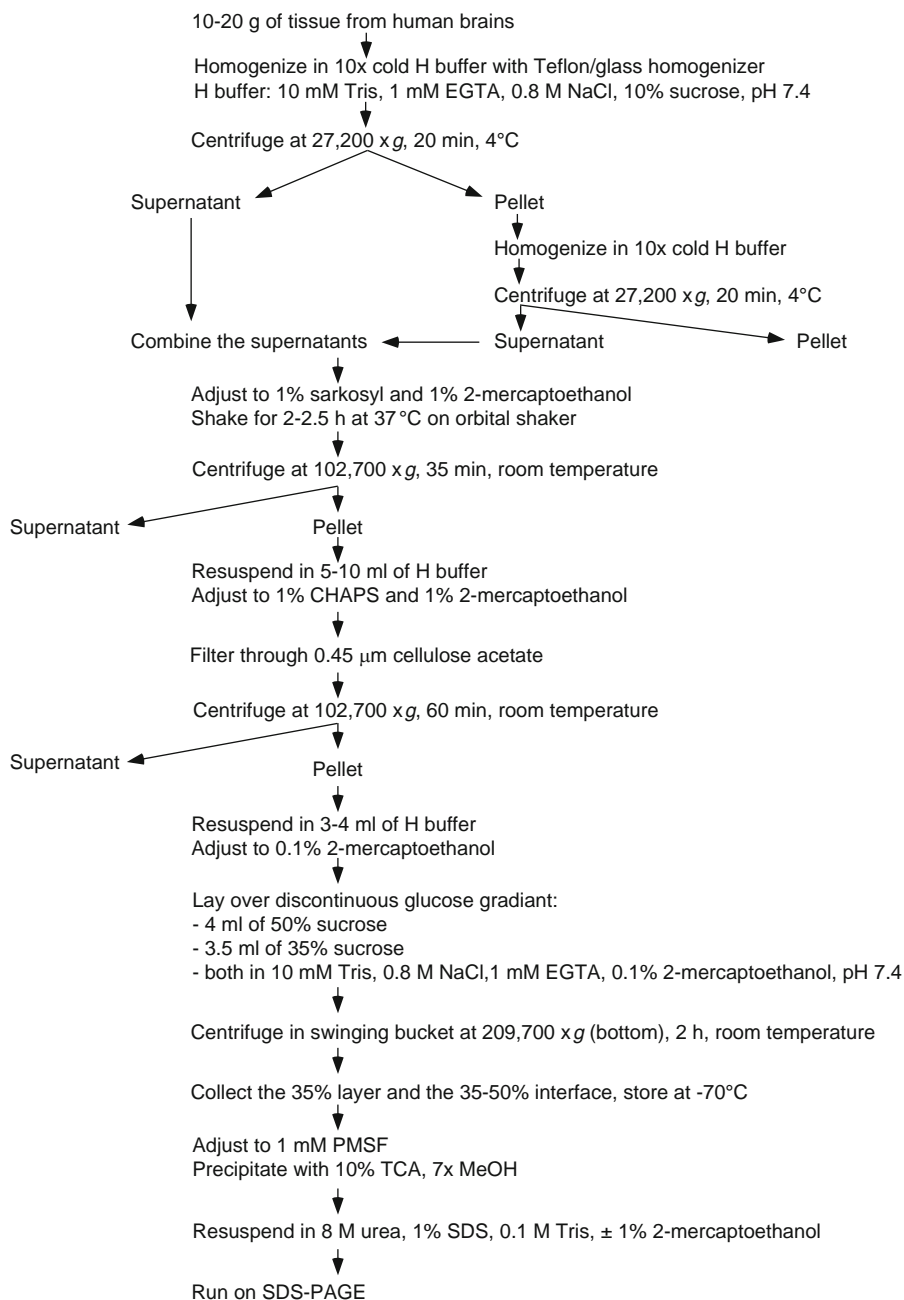 10-20 g of tissue from human brains
Homogenize in 10x cold H buffer with Teflon/glass homogenizer
H buffer: 10 mM Tris, 1 mM EGTA, 0.8 M NaCl, 10% sucrose, pH 7.4
Centrifuge at 27,200 x g, 20 min, 4°C
Supernatant
Pellet
Homogenize in 10x cold H buffer
Centrifuge at 27,200 x g, 20 min, 4°C
Combine the supernatants
Supernatant
Pellet
Adjust to 1% sarkosyl and 1% 2-mercaptoethanol
Shake for 2-2.5 h at 37 °C on orbital shaker
Centrifuge at 102,700 x g, 35 min, room temperature
Supernatant
Pellet
Resuspend in 5-10 ml of H buffer
Adjust to 1% CHAPS and 1% 2-mercaptoethanol
Filter through 0.45 µm cellulose acetate
Centrifuge at 102,700 x g, 60 min, room temperature
Supernatant
Pellet
Resuspend in 3-4 ml of H buffer
Adjust to 0.1% 2-mercaptoethanol
Lay over discontinuous glucose gradiant:
- 4 ml of 50% sucrose
- 3.5 ml of 35% sucrose
- both in 10 mM Tris, 0.8 M NaCl,1 mM EGTA, 0.1% 2-mercaptoethanol, pH 7.4
Centrifuge in swinging bucket at 209,700 x g (bottom), 2 h, room temperature
Collect the 35% layer and the 35-50% interface, store at -70°C
Adjust to 1 mM PMSF
Precipitate with 10% TCA, 7x MeOH
Resuspend in 8 M urea, 1% SDS, 0.1 M Tris, ± 1% 2-mercaptoethanol
Run on SDS-PAGE